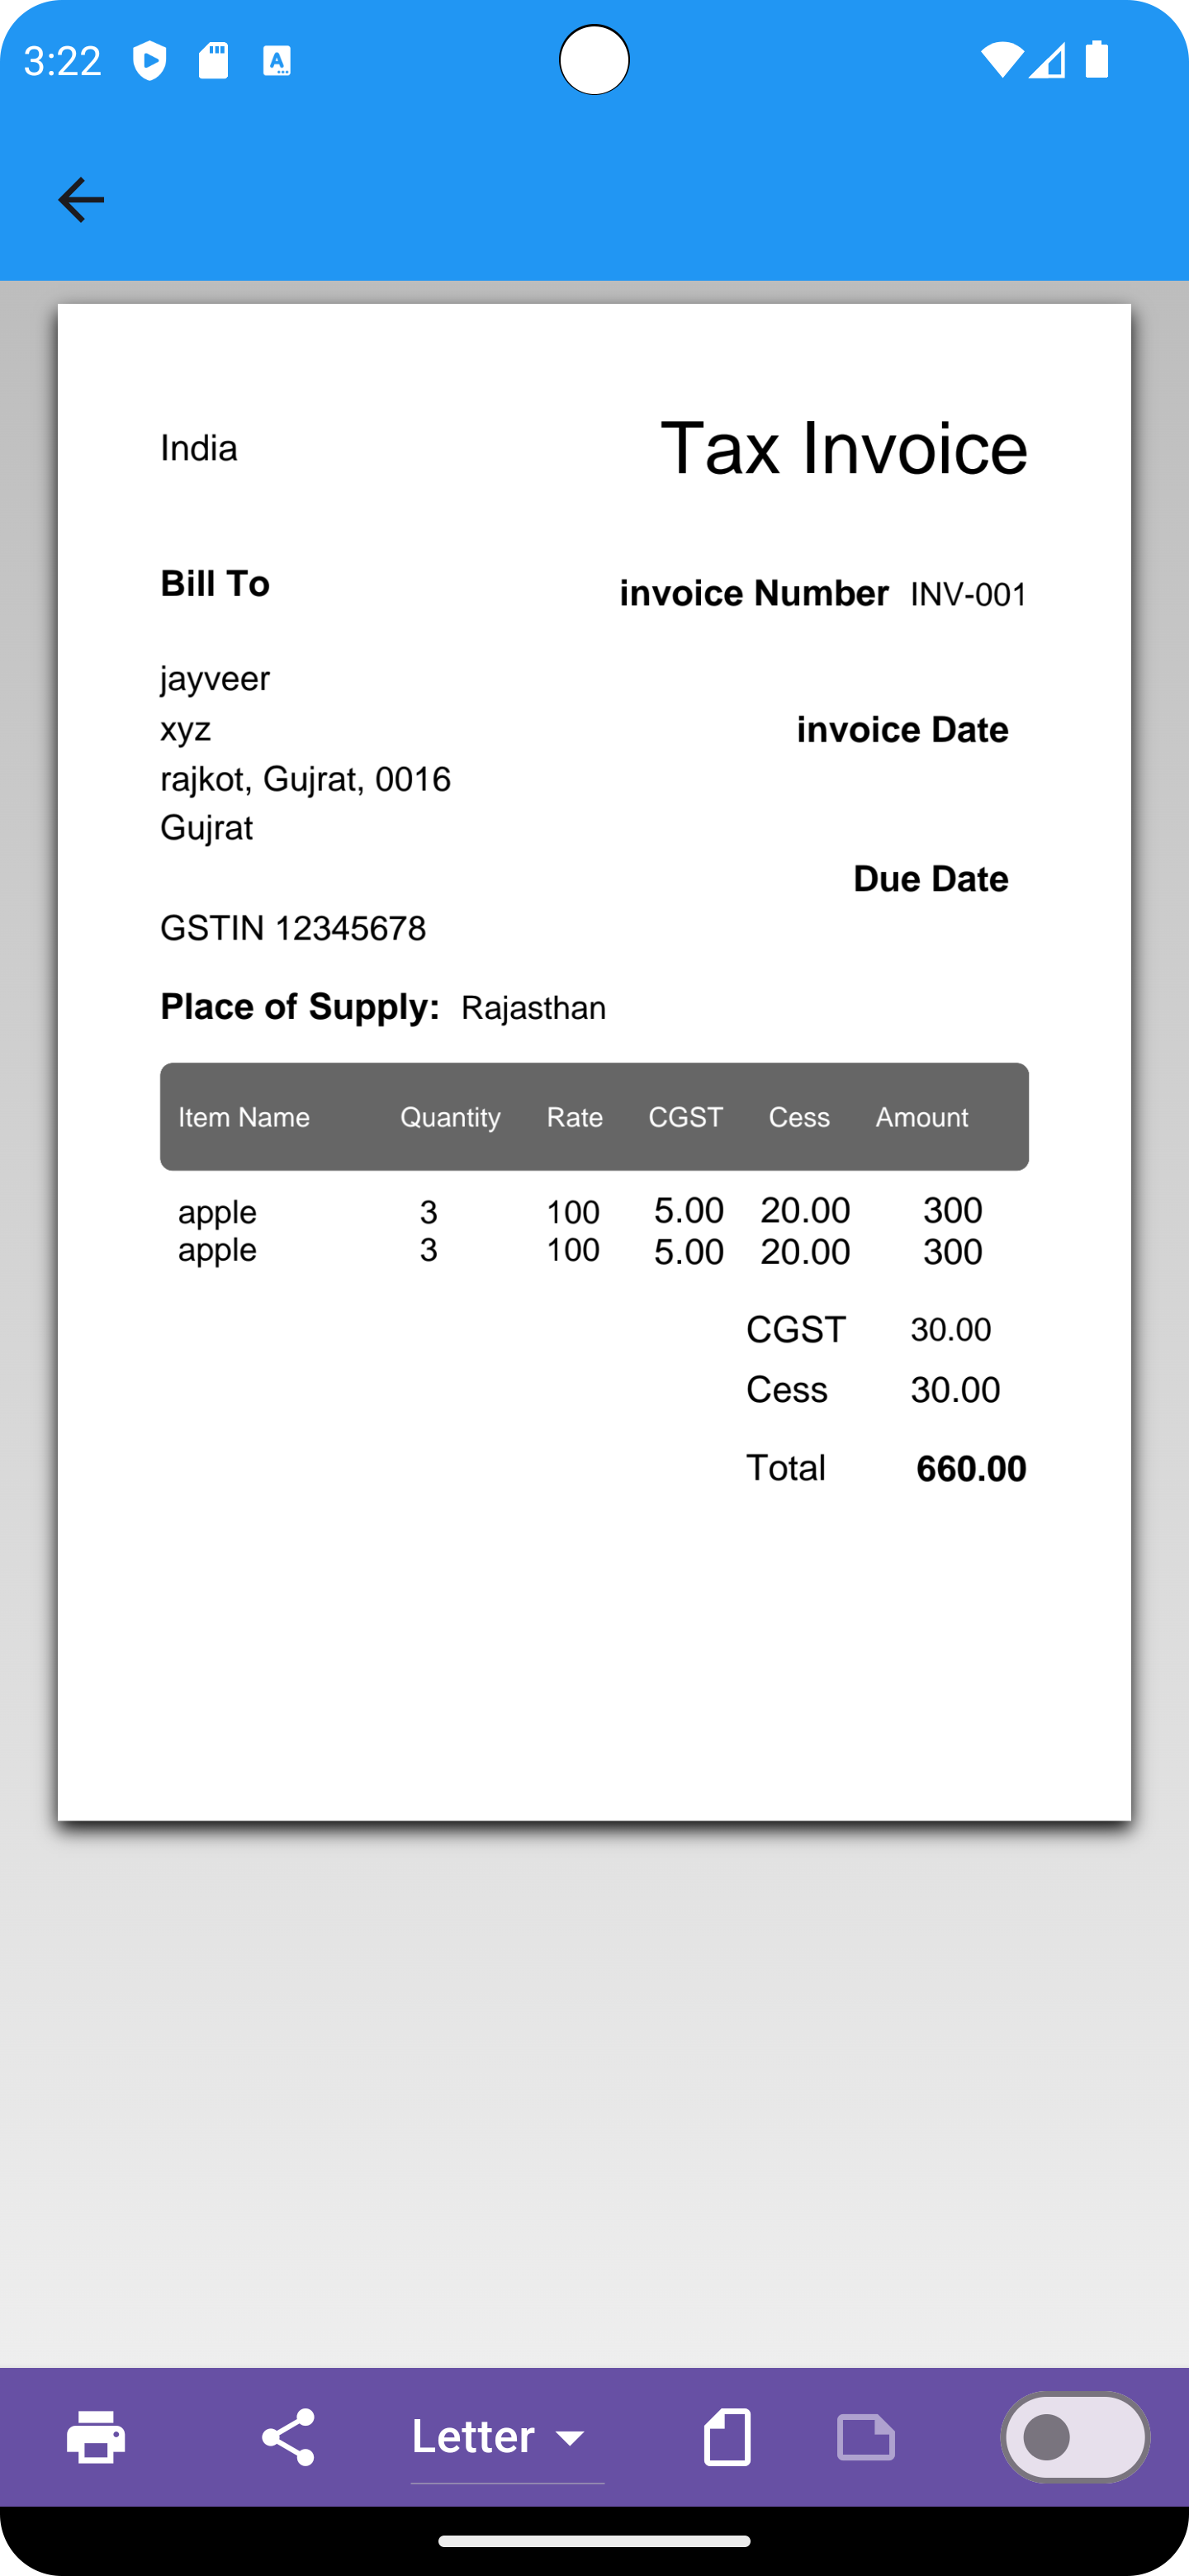 3:22
India
Tax Invoice
Bill To
invoice Number INV-001
jayveer
xyz
invoice Date
rajkot, Gujrat, 0016
Gujrat
Due Date
GSTIN 12345678
Place of Supply: Rajasthan
Item Name Quantity Rate CGST Cess Amount
apple 3 100 5.00 20.00 300
apple 3 100 5.00 20.00 300
CGST 30.00
Cess 30.00
Total 660.00
Letter